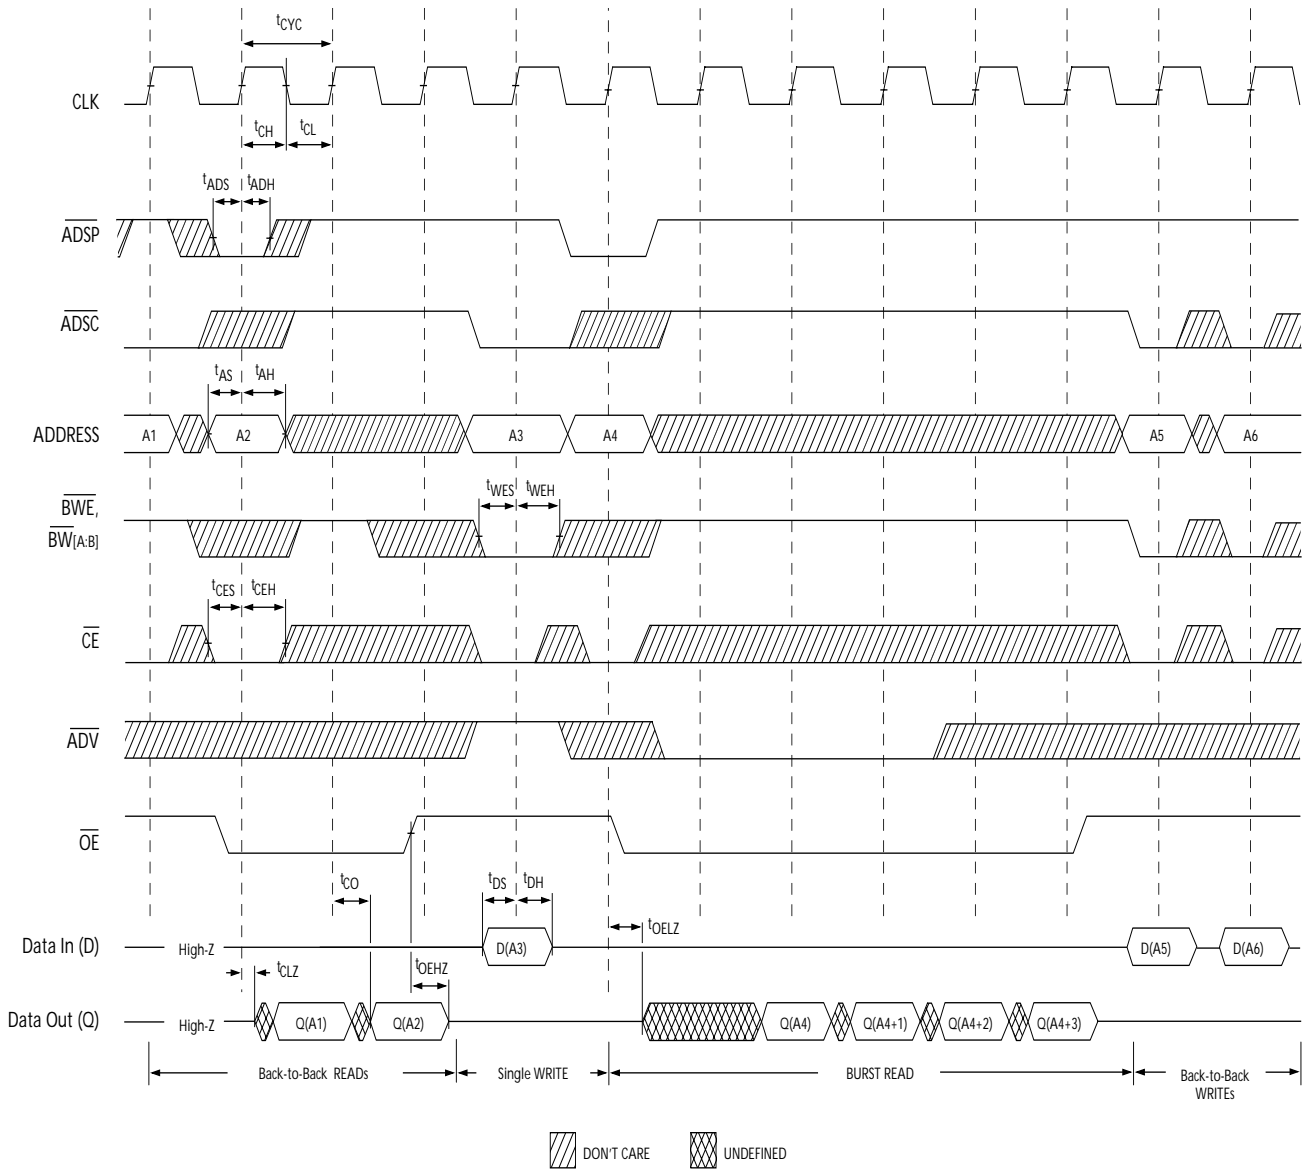 tCYC
CLK
tCH
tCL
tADS
tADH
ADSP
ADSC
tAS
tAH
ADDRESS
A1
A2
A3
A4
A5
A6
BWE,
BW[A:B]
tWES
tWEH
tCES
tCEH
CE
ADV
OE
tCO
tDS
tDH
tOELZ
Data In (D)
High-Z
D(A3)
D(A5)
D(A6)
tCLZ
tOEHZ
Data Out (Q)
High-Z
Q(A1)
Q(A2)
Q(A4)
Q(A4+1)
Q(A4+2)
Q(A4+3)
Back-to-Back READs
Single WRITE
BURST READ
Back-to-Back
WRITEs
DON'T CARE
UNDEFINED